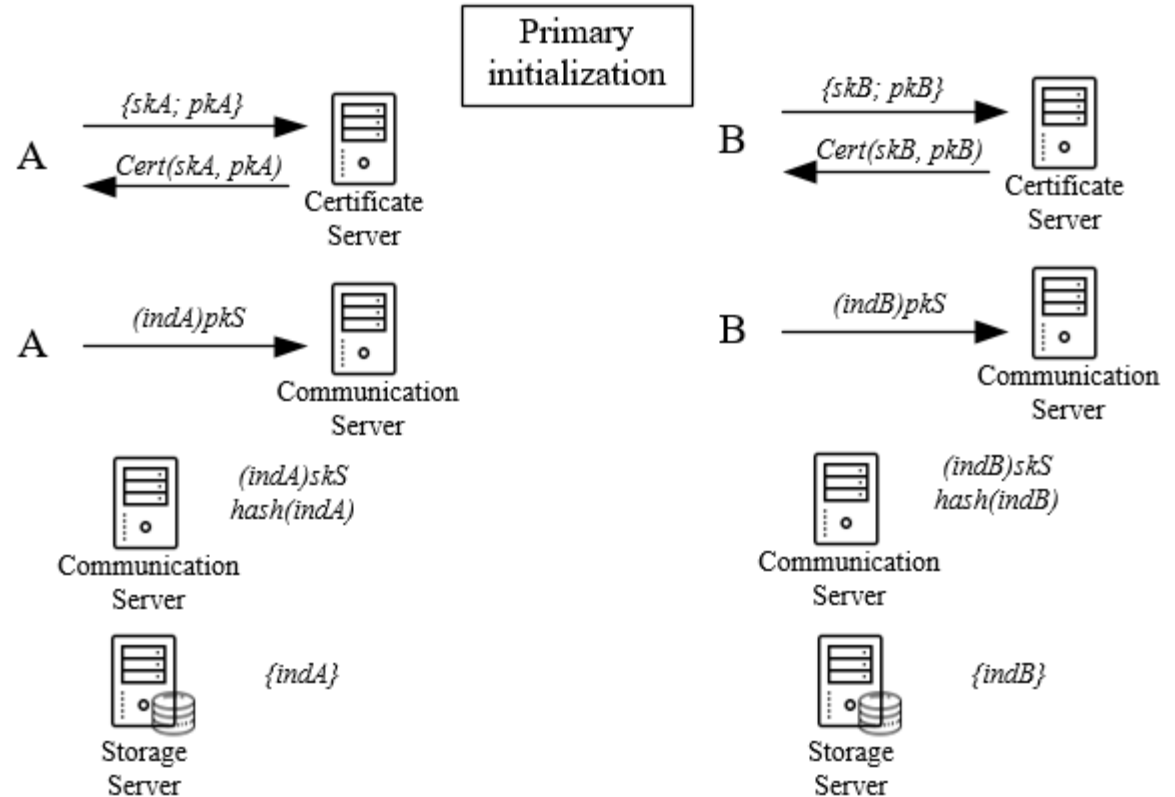 Primary
initialization
A
{skA; pkA}
Cert(skA, pkA)
Certificate
Server
B
{skB; pkB}
Cert(skB, pkB)
Certificate
Server
A
(indA)pkS
Communication
Server
B
(indB)pkS
Communication
Server
(indA)skS
hash(indA)
Communication
Server
(indB)skS
hash(indB)
Communication
Server
{indA}
Storage
Server
{indB}
Storage
Server